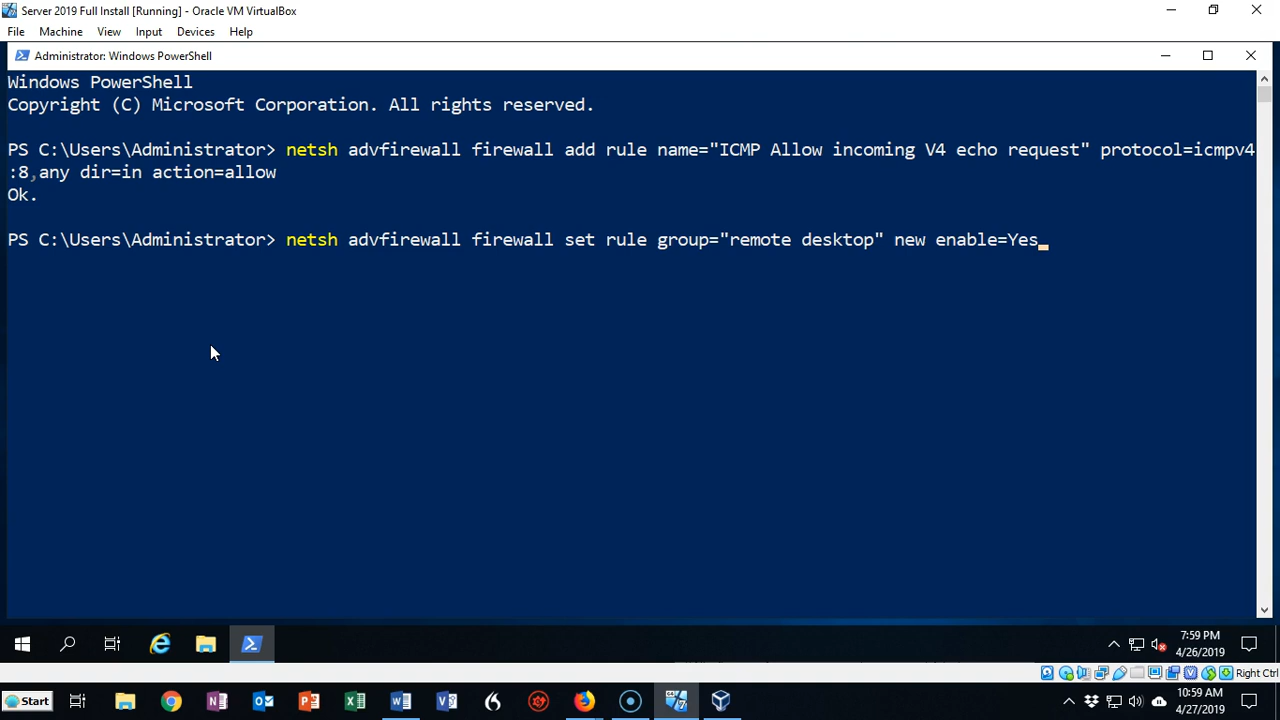 Server 2019 Full Install [Running] - Oracle VM VirtualBox
File Machine View Input Devices Help
Administrator: Windows PowerShell
Windows PowerShell
Copyright (C) Microsoft Corporation. All rights reserved.
PS C:\Users\Administrator> netsh advfirewall firewall add rule name="ICMP Allow incoming V4 echo request" protocol=icmpv4
:8,any dir=in action=allow
Ok.
PS C:\Users\Administrator> netsh advfirewall firewall set rule group="remote desktop" new enable=Yes
7:59 PM
4/26/2019
Right Ctrl
Start
10:59 AM
4/27/2019